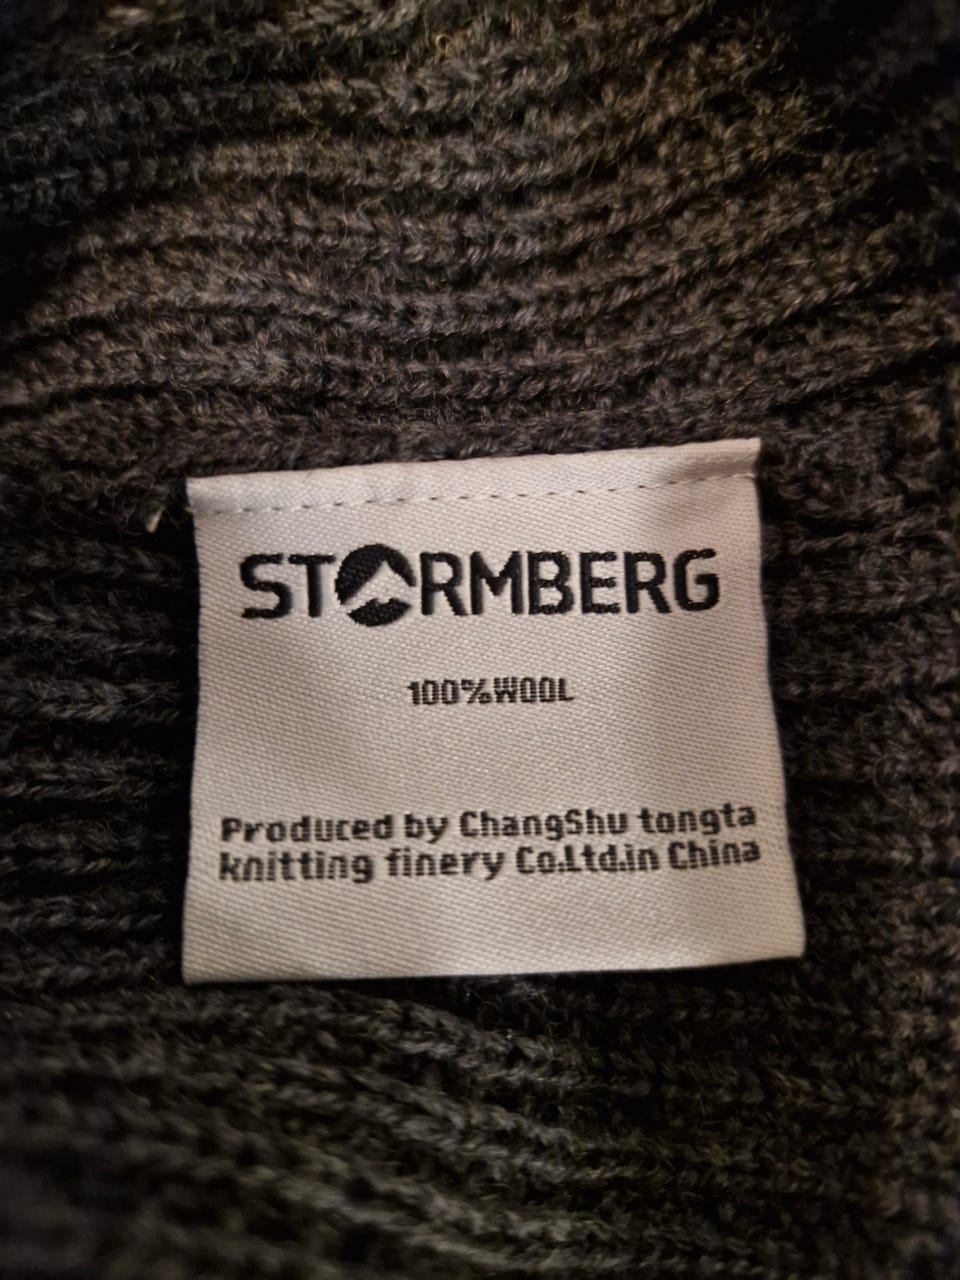 STORMBERG
100%WOOL
Produced by ChangShu tongta
knitting finery Co.Ltd.in China